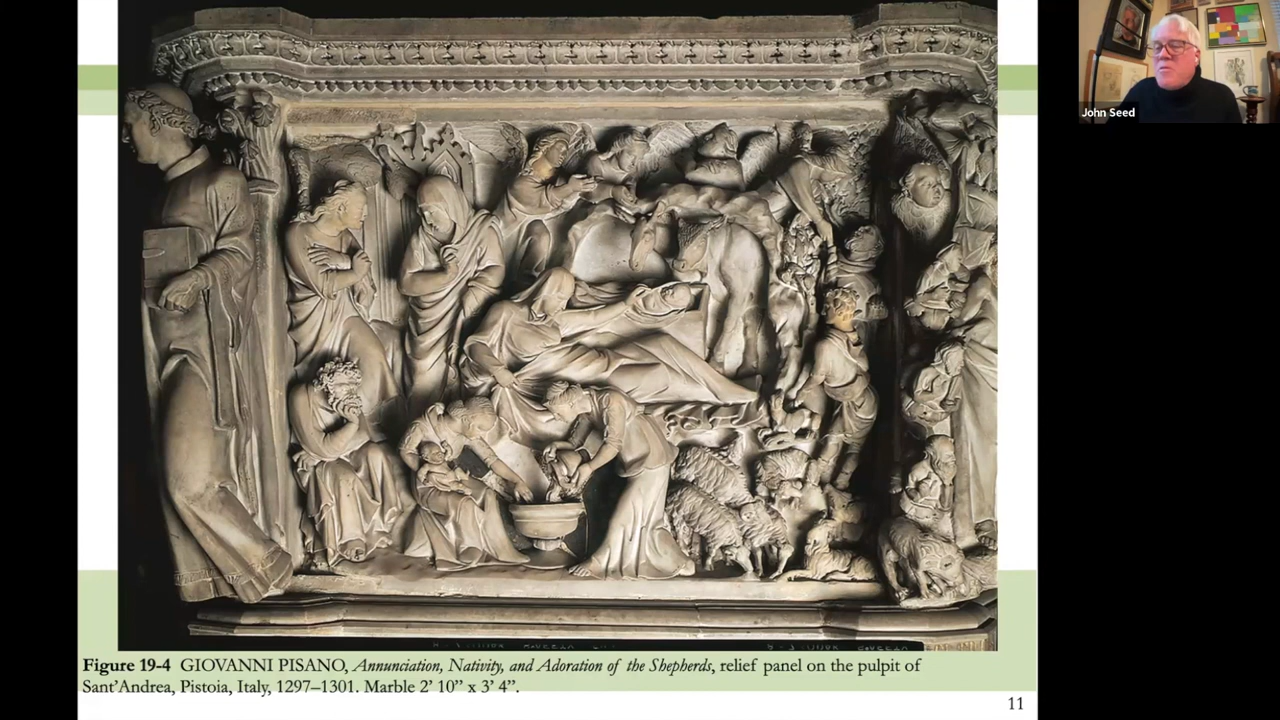 John Seed
Figure 19-4 GIOVANNI PISANO, Annunciation, Nativity, and Adoration of the Shepherds, relief panel on the pulpit of
Sant’Andrea, Pistoia, Italy, 1297–1301. Marble 2’ 10” x 3’ 4”.
11